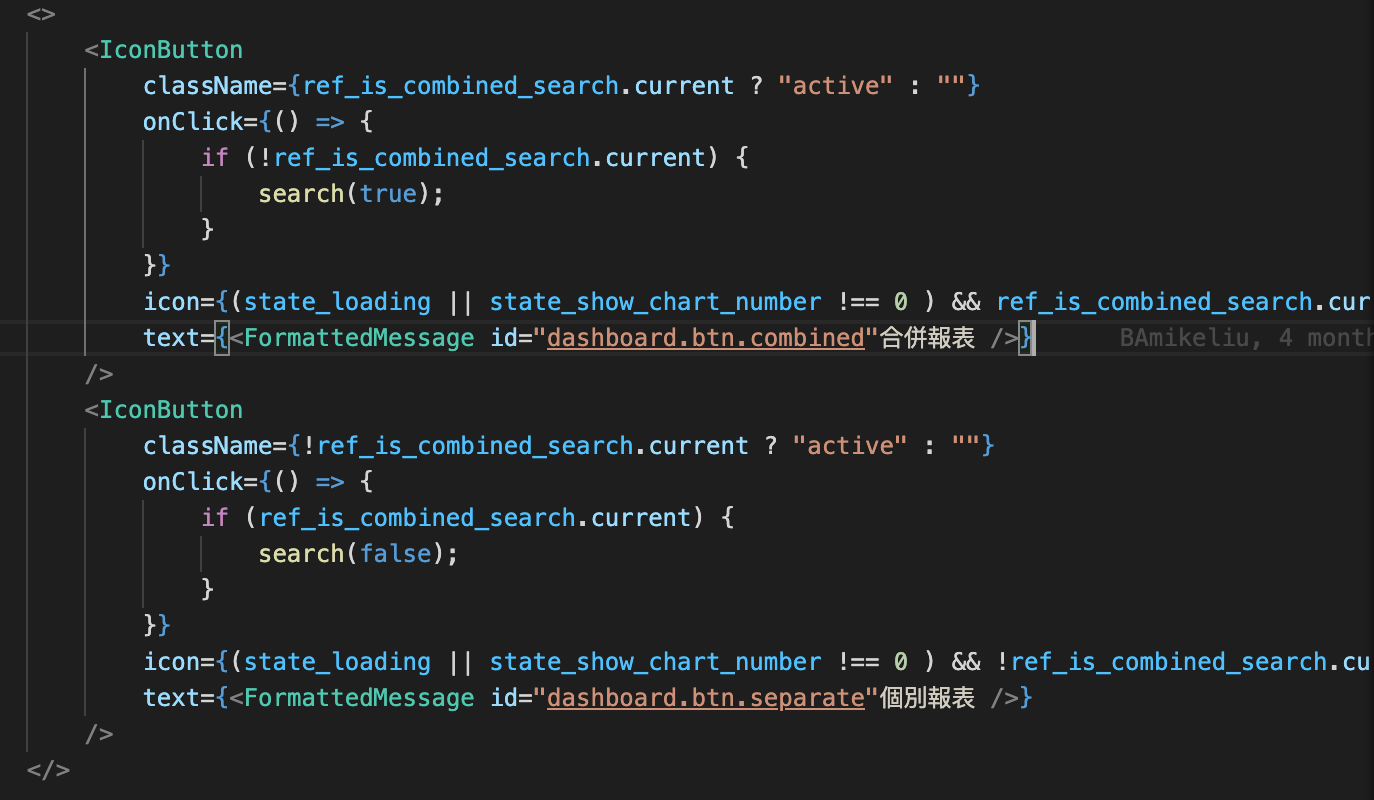 <>
<IconButton
className={ref_is_combined_search.current ? "active" : ""}
onClick={() => {
if (!ref_is_combined_search.current) {
search(true);
}
}}
icon={(state_loading || state_show_chart_number !== 0 ) && ref_is_combined_search.cur
text={<FormattedMessage id="dashboard.btn.combined"合併報表 />} BAmikeliu, 4 month
/>
<IconButton
className={!ref_is_combined_search.current ? "active" : ""}
onClick={() => {
if (ref_is_combined_search.current) {
search(false);
}
}}
icon={(state_loading || state_show_chart_number !== 0 ) && !ref_is_combined_search.cu
text={<FormattedMessage id="dashboard.btn.separate"個別報表 />}
/>
</>